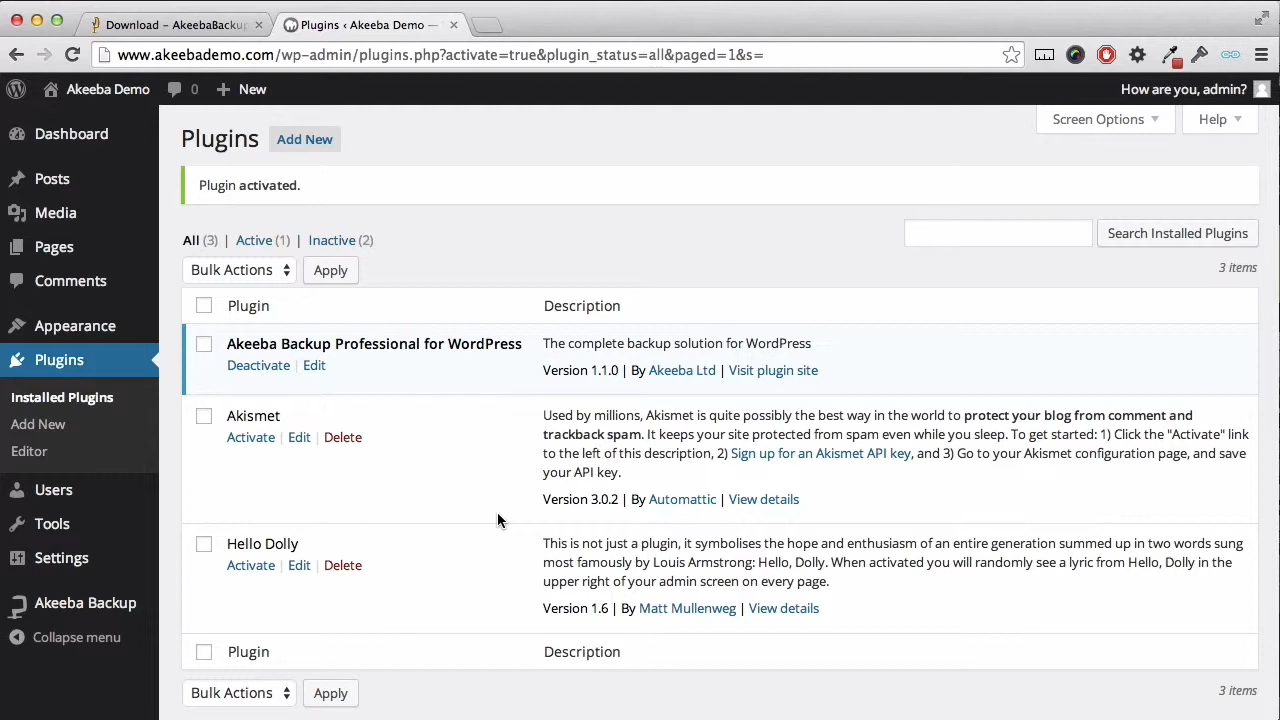 Download – AkeebaBackup
Plugins ‹ Akeeba Demo —
www.akeebademo.com/wp-admin/plugins.php?activate=true&plugin_status=all&paged=1&s=
Akeeba Demo 0 New How are you, admin?
Dashboard
Posts
Media
Pages
Comments
Appearance
Plugins
Installed Plugins
Add New
Editor
Users
Tools
Settings
Akeeba Backup
Collapse menu
Screen Options Help
Plugins Add New
Plugin activated.
All (3) | Active (1) | Inactive (2)
Search Installed Plugins
Bulk Actions Apply
3 items
Plugin Description
Akeeba Backup Professional for WordPress
Deactivate | Edit
The complete backup solution for WordPress
Version 1.1.0 | By Akeeba Ltd | Visit plugin site
Akismet
Activate | Edit | Delete
Used by millions, Akismet is quite possibly the best way in the world to protect your blog from comment and
trackback spam. It keeps your site protected from spam even while you sleep. To get started: 1) Click the "Activate" link
to the left of this description, 2) Sign up for an Akismet API key, and 3) Go to your Akismet configuration page, and save
your API key.
Version 3.0.2 | By Automattic | View details
Hello Dolly
Activate | Edit | Delete
This is not just a plugin, it symbolises the hope and enthusiasm of an entire generation summed up in two words sung
most famously by Louis Armstrong: Hello, Dolly. When activated you will randomly see a lyric from Hello, Dolly in the
upper right of your admin screen on every page.
Version 1.6 | By Matt Mullenweg | View details
Plugin Description
Bulk Actions Apply
3 items